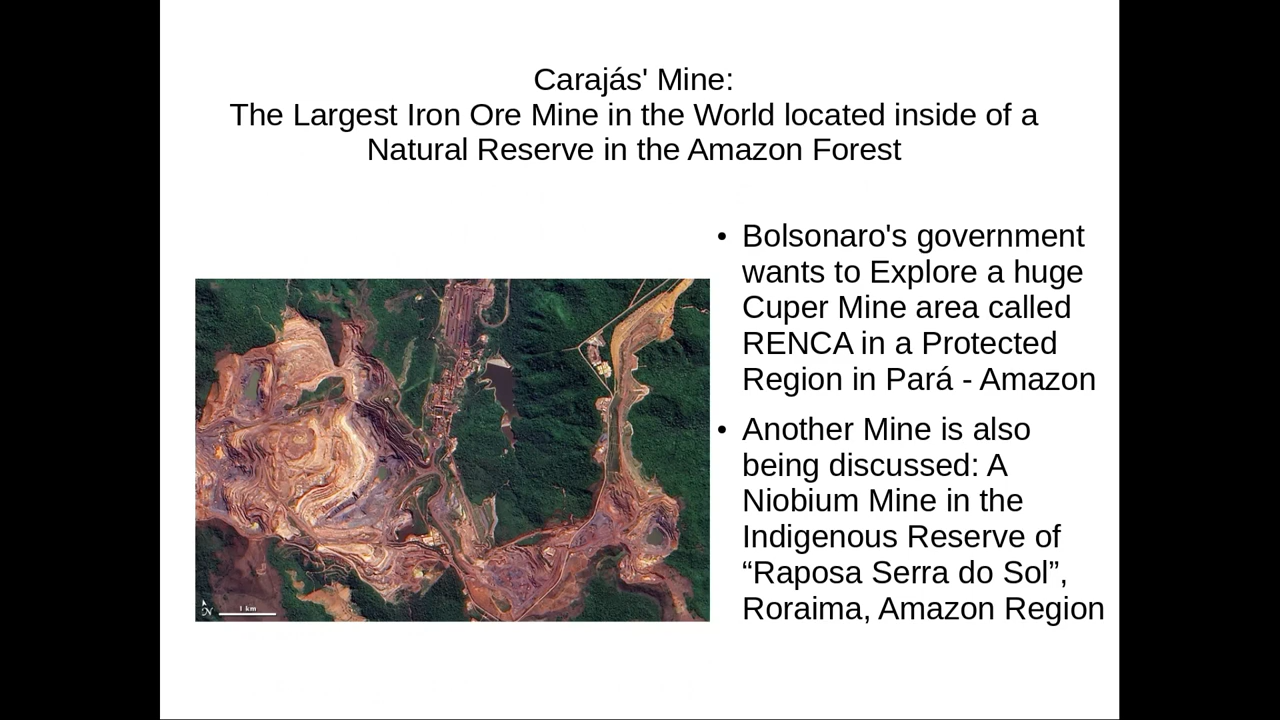 Carajás' Mine:
The Largest Iron Ore Mine in the World located inside of a
Natural Reserve in the Amazon Forest
• Bolsonaro's government
wants to Explore a huge
Cuper Mine area called
RENCA in a Protected
Region in Pará - Amazon
• Another Mine is also
being discussed: A
Niobium Mine in the
Indigenous Reserve of
“Raposa Serra do Sol”,
Roraima, Amazon Region
N
1 km